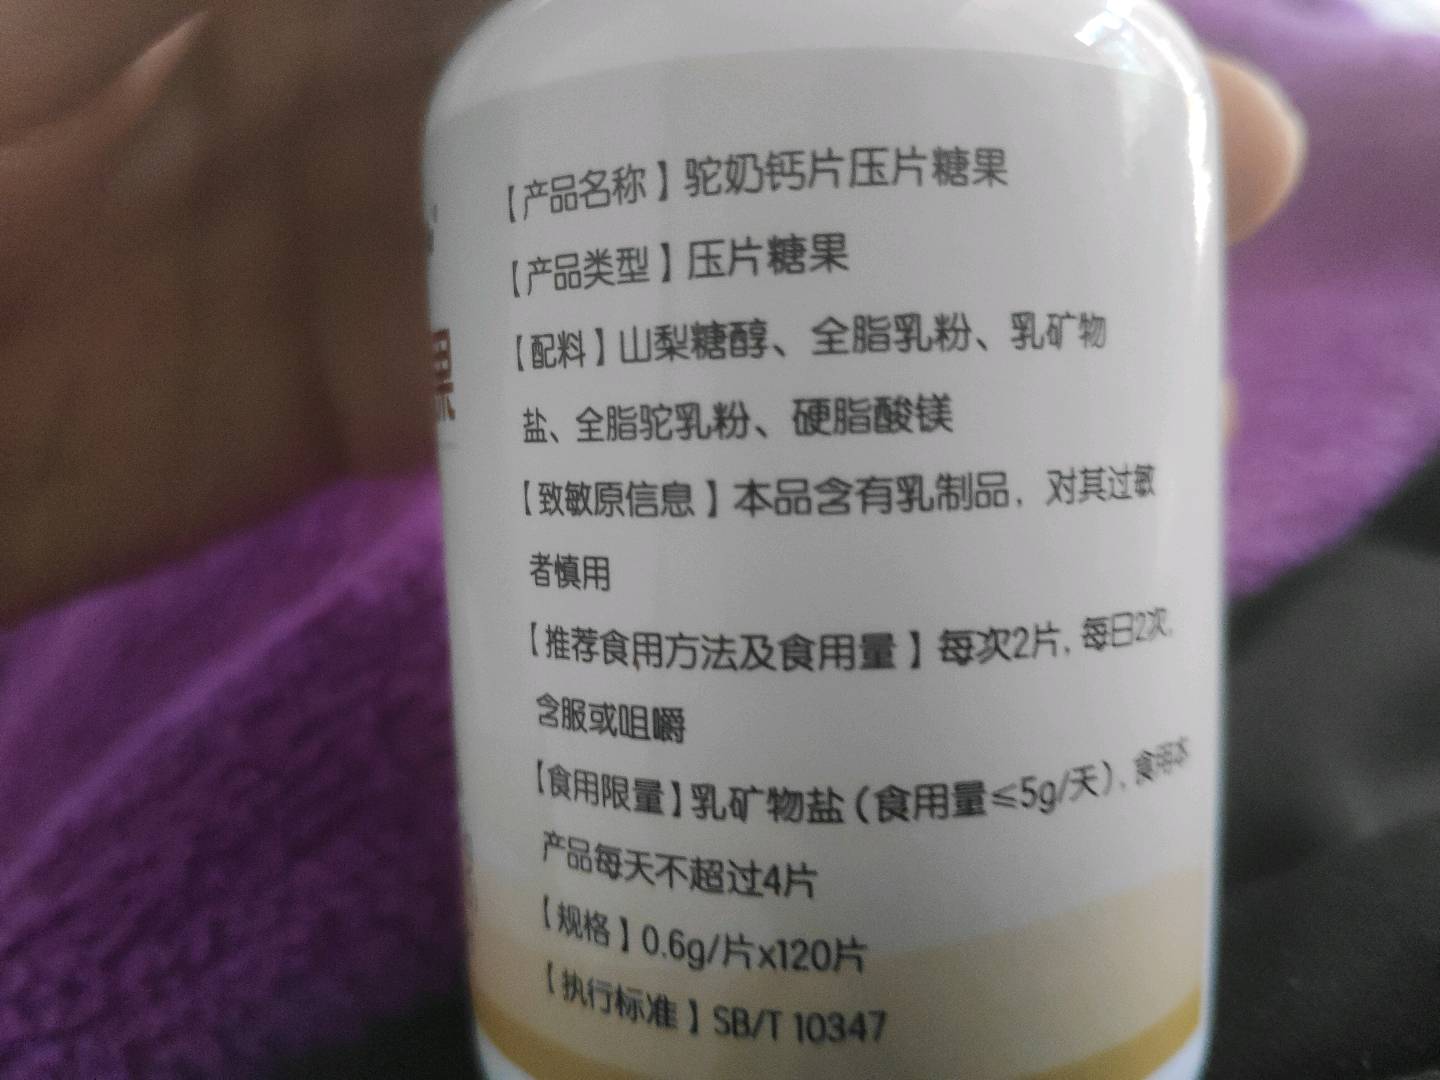 【产品名称】驼奶钙片压片糖果
【产品类型】压片糖果
【配料】山梨糖醇、全脂乳粉、乳矿物
盐、全脂驼乳粉、硬脂酸镁
【致敏原信息】本品含有乳制品，对其过敏
者慎用
【推荐食用方法及食用量】每次2片，每日2次，
含服或咀嚼
【食用限量】乳矿物盐（食用量≤5g/天），食用本
产品每天不超过4片
【规格】0.6g/片x120片
【执行标准】SB/T 10347
果